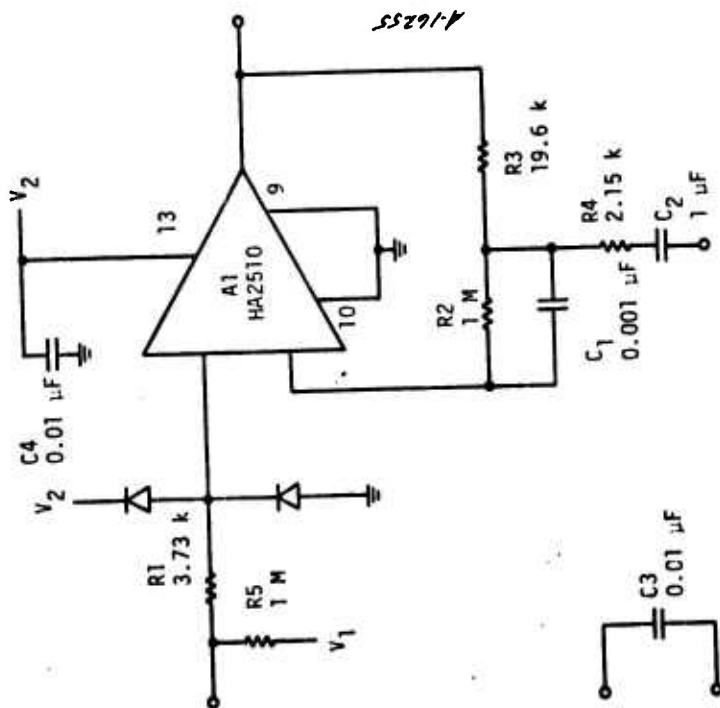 A-16255
V2
13
9
A1
HA2510
10
C4
0.01 µF
V2
R1
3.73 k
R5
1 M
V1
R3
19.6 k
R2
1 M
R4
2.15 k
C2
1 µF
C1
0.001 µF
C3
0.01 µF